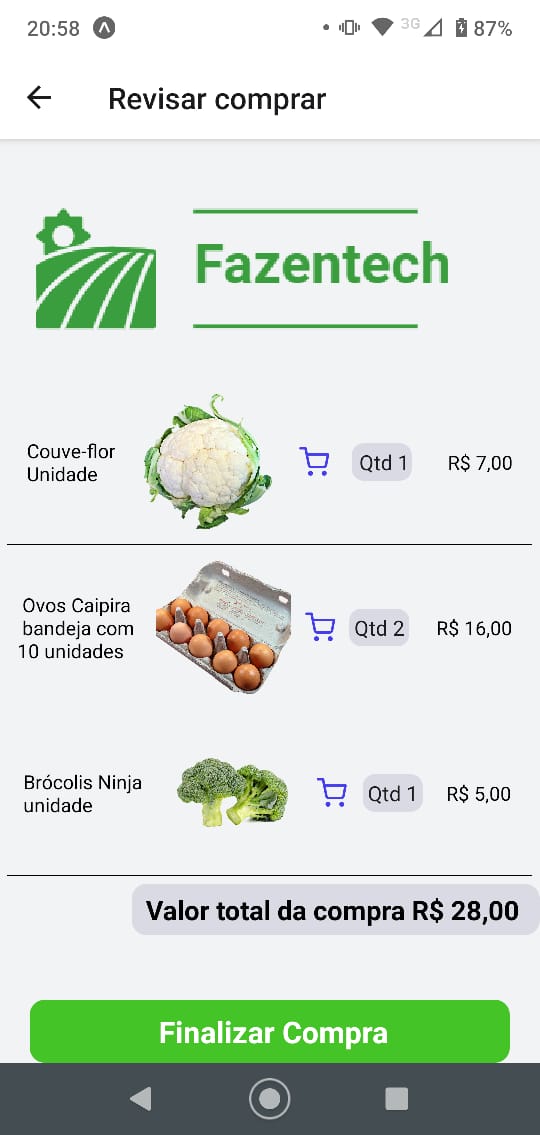 20:58
3G
87%
Revisar comprar
Fazentech
Couve-flor
Unidade
Qtd 1
R$ 7,00
Ovos Caipira
bandeja com
10 unidades
Qtd 2
R$ 16,00
Brócolis Ninja
unidade
Qtd 1
R$ 5,00
Valor total da compra R$ 28,00
Finalizar Compra